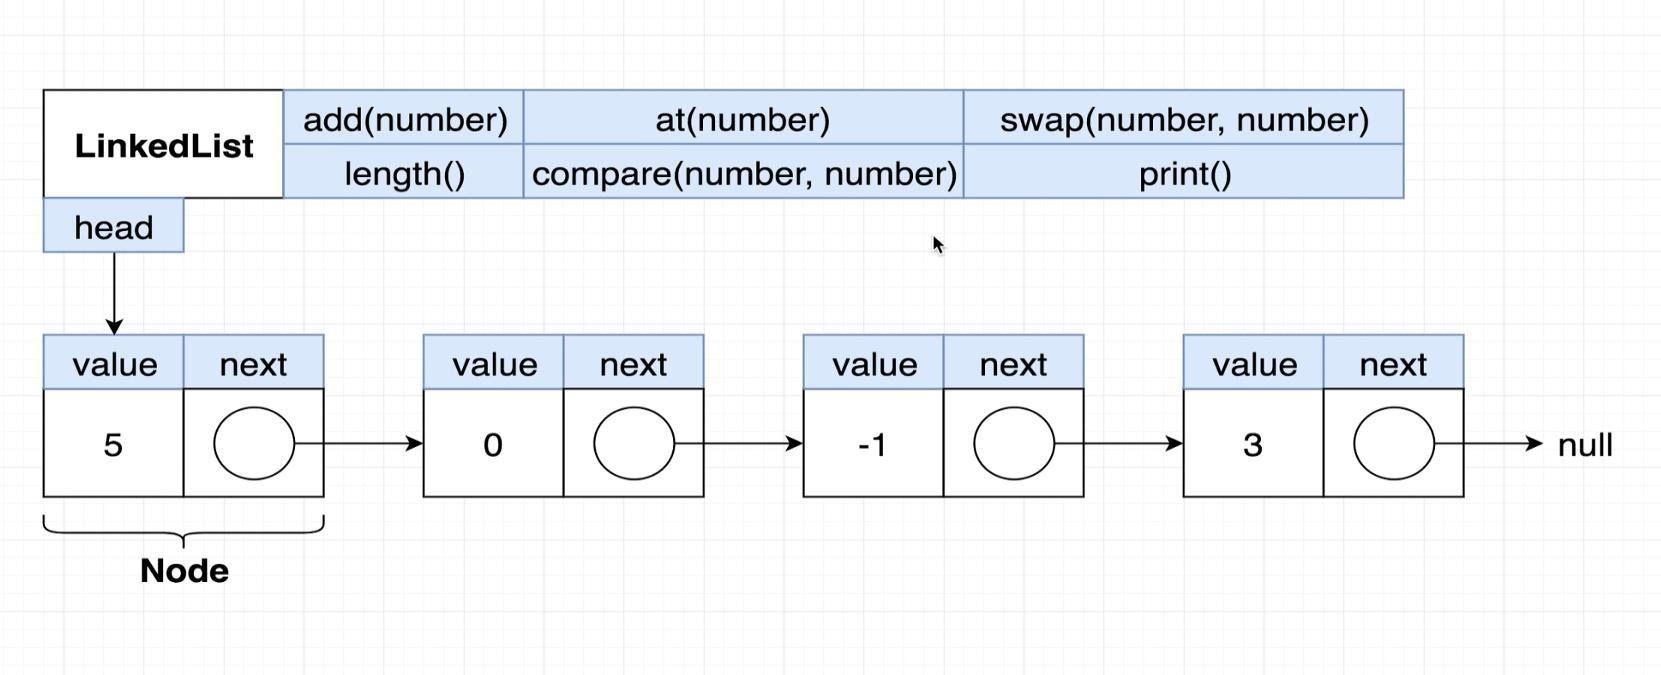 LinkedList
add(number)
at(number)
swap(number, number)
length()
compare(number, number)
print()
head
value next value next value next value next
5 0 -1 3 null
Node